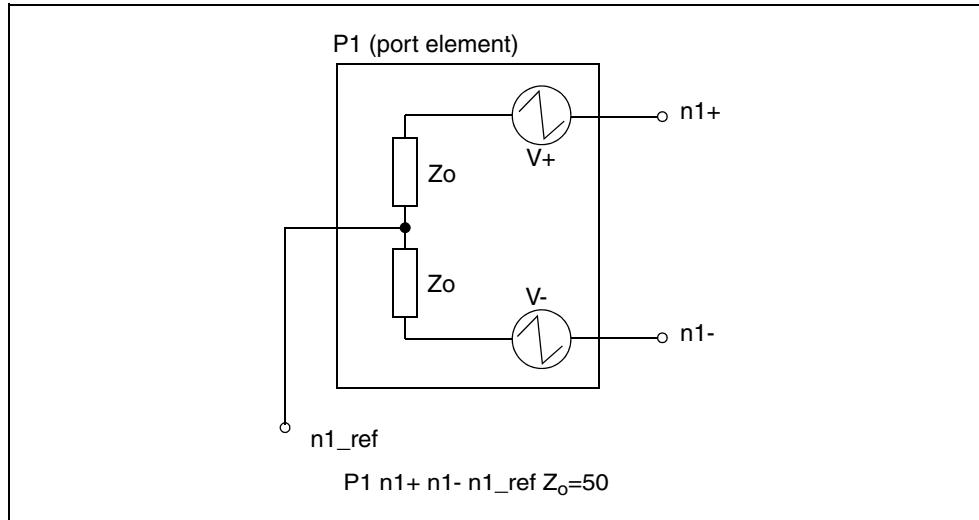 P1 (port element)
n1+
V+
Zo
Zo
V-
n1-
n1_ref
P1 n1+ n1- n1_ref Zo=50